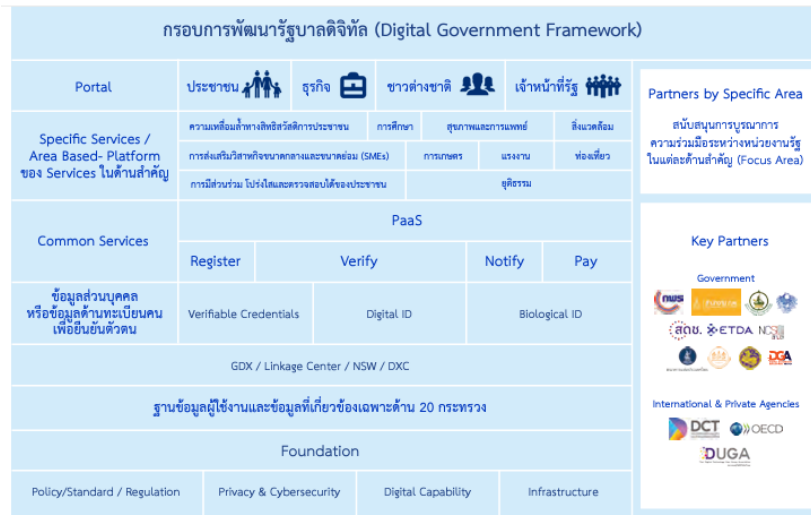 กรอบการพัฒนารัฐบาลดิจิทัล (Digital Government Framework)
Portal
ประชาชน
ธุรกิจ
ชาวต่างชาติ
เจ้าหน้าที่รัฐ
Specific Services /
Area Based- Platform
ของ Services ในด้านสำคัญ
ความเหลื่อมล้ำทางสิทธิสวัสดิการประชาชน
การศึกษา
สุขภาพและการแพทย์
สิ่งแวดล้อม
การส่งเสริมวิสาหกิจขนาดกลางและขนาดย่อม (SMEs)
การเกษตร
แรงงาน
ท่องเที่ยว
การมีส่วนร่วม โปร่งใสและตรวจสอบได้ของประชาชน
ยุติธรรม
Common Services
PaaS
Register
Verify
Notify
Pay
ข้อมูลส่วนบุคคล
หรือข้อมูลด้านทะเบียนคน
เพื่อยืนยันตัวตน
Verifiable Credentials
Digital ID
Biological ID
GDX / Linkage Center / NSW / DXC
ฐานข้อมูลผู้ใช้งานและข้อมูลที่เกี่ยวข้องเฉพาะด้าน 20 กระทรวง
Foundation
Policy/Standard / Regulation
Privacy & Cybersecurity
Digital Capability
Infrastructure
Partners by Specific Area
สนับสนุนการบูรณาการ
ความร่วมมือระหว่างหน่วยงานรัฐ
ในแต่ละด้านสำคัญ (Focus Area)
Key Partners
Government
กพร
สดช. ETDA NCSA
DGA
International & Private Agencies
DCT OECD
DUGA